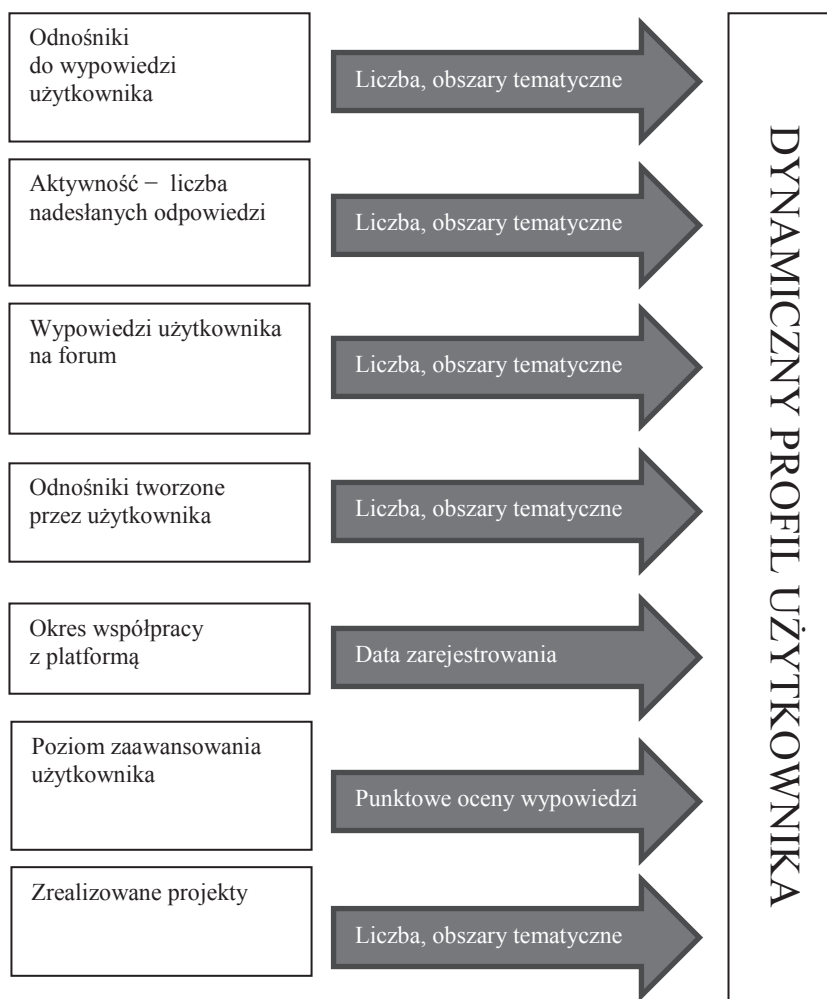 Odnośniki
do wypowiedzi
użytkownika
Liczba, obszary tematyczne
Aktywność − liczba
nadesłanych odpowiedzi
Liczba, obszary tematyczne
Wypowiedzi użytkownika
na forum
Liczba, obszary tematyczne
Odnośniki tworzone
przez użytkownika
Liczba, obszary tematyczne
Okres współpracy
z platformą
Data zarejestrowania
Poziom zaawansowania
użytkownika
Punktowe oceny wypowiedzi
Zrealizowane projekty
Liczba, obszary tematyczne
DYNAMICZNY PROFIL UŻYTKOWNIKA